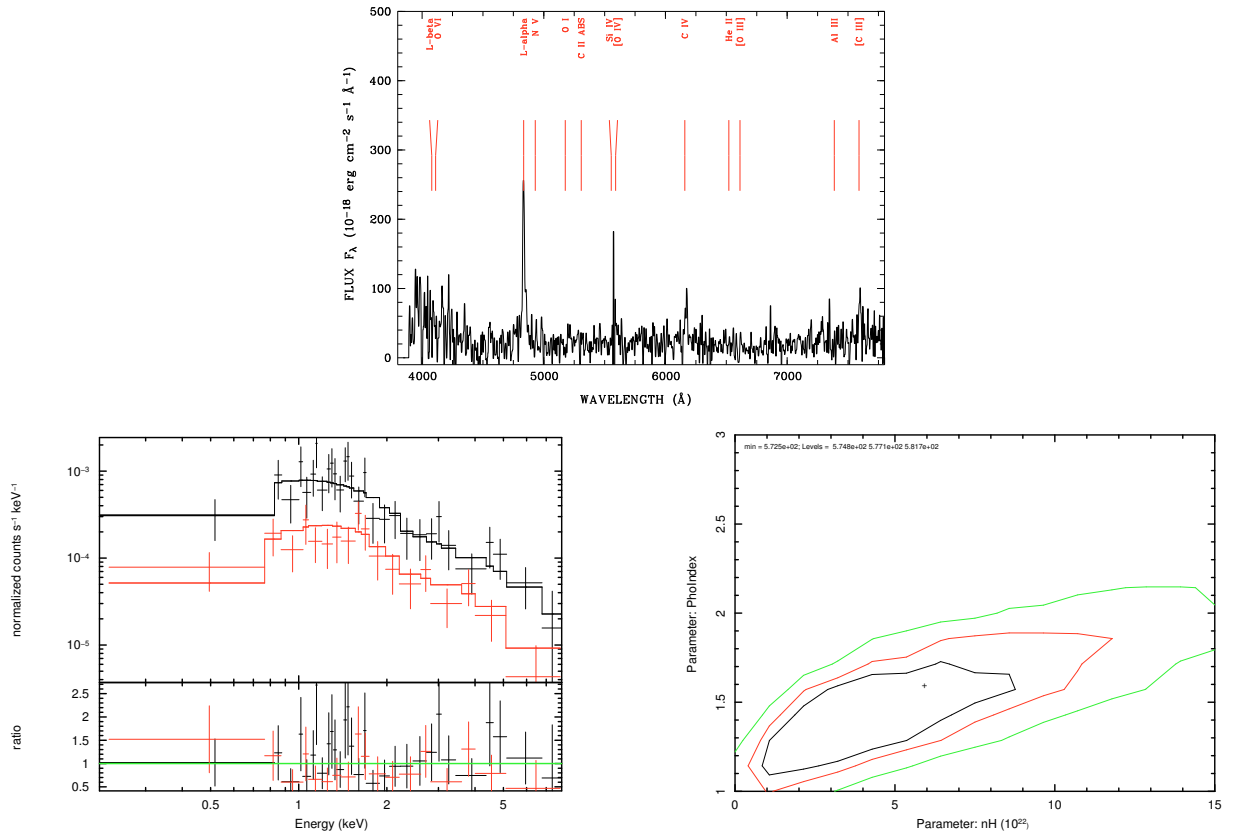 500
400
300
200
100
0
FLUX F_λ (10⁻¹⁸ erg cm⁻² s⁻¹ Å⁻¹)
L-beta
O VI
L-alpha
N V
O I
C II ABS
Si IV
[O IV]
C IV
He II
[O III]
Al III
[C III]
4000 5000 6000 7000
WAVELENGTH (Å)
10⁻³
10⁻⁴
10⁻⁵
normalized counts s⁻¹ keV⁻¹
2.5
2
1.5
1
0.5
ratio
0.5 1 2 5
Energy (keV)
min = 5.725e+02; Levels = 5.748e+02 5.771e+02 5.817e+02
3
2.5
2
1.5
1
Parameter: PhoIndex
0 5 10 15
Parameter: nH (10²²)